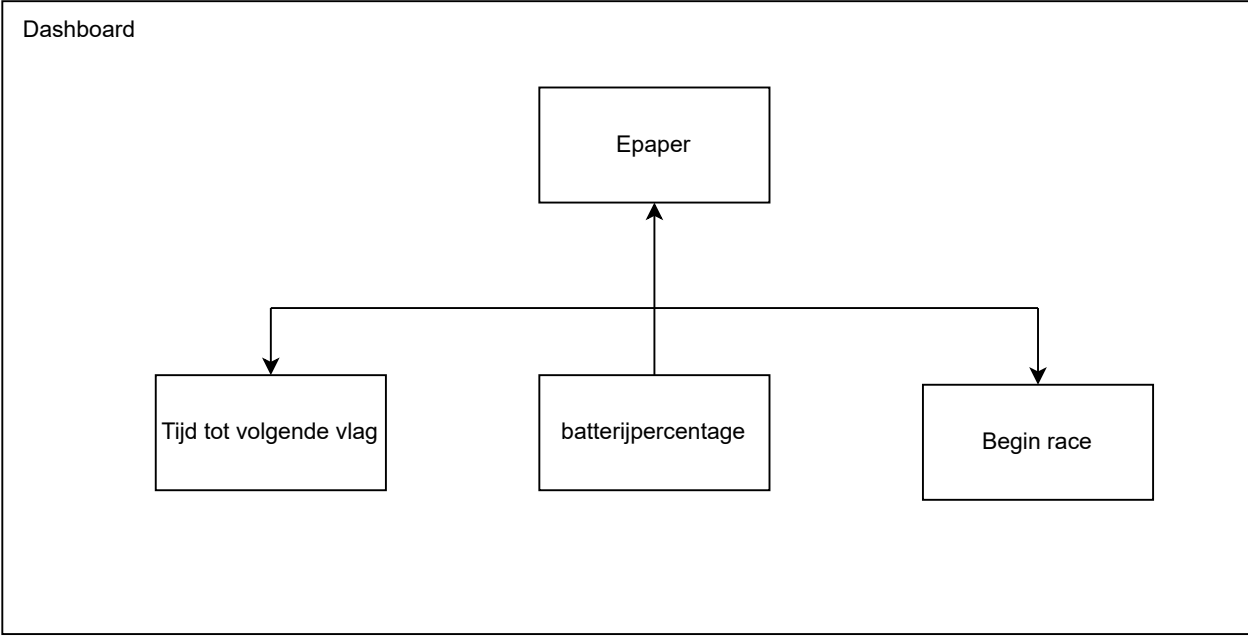 Dashboard
Epaper
Tijd tot volgende vlag
batterijpercentage
Begin race